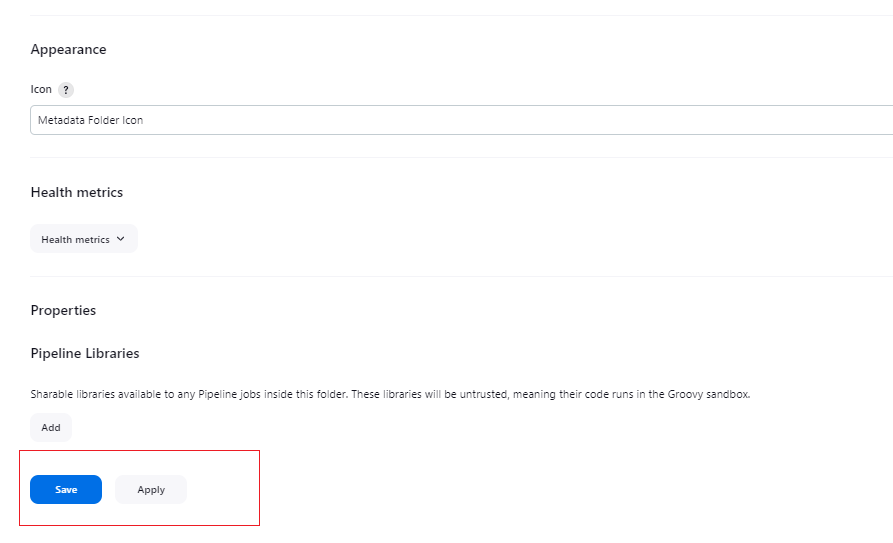 Appearance
Icon ?
Metadata Folder Icon
Health metrics
Health metrics
Properties
Pipeline Libraries
Sharable libraries available to any Pipeline jobs inside this folder. These libraries will be untrusted, meaning their code runs in the Groovy sandbox.
Add
Save Apply